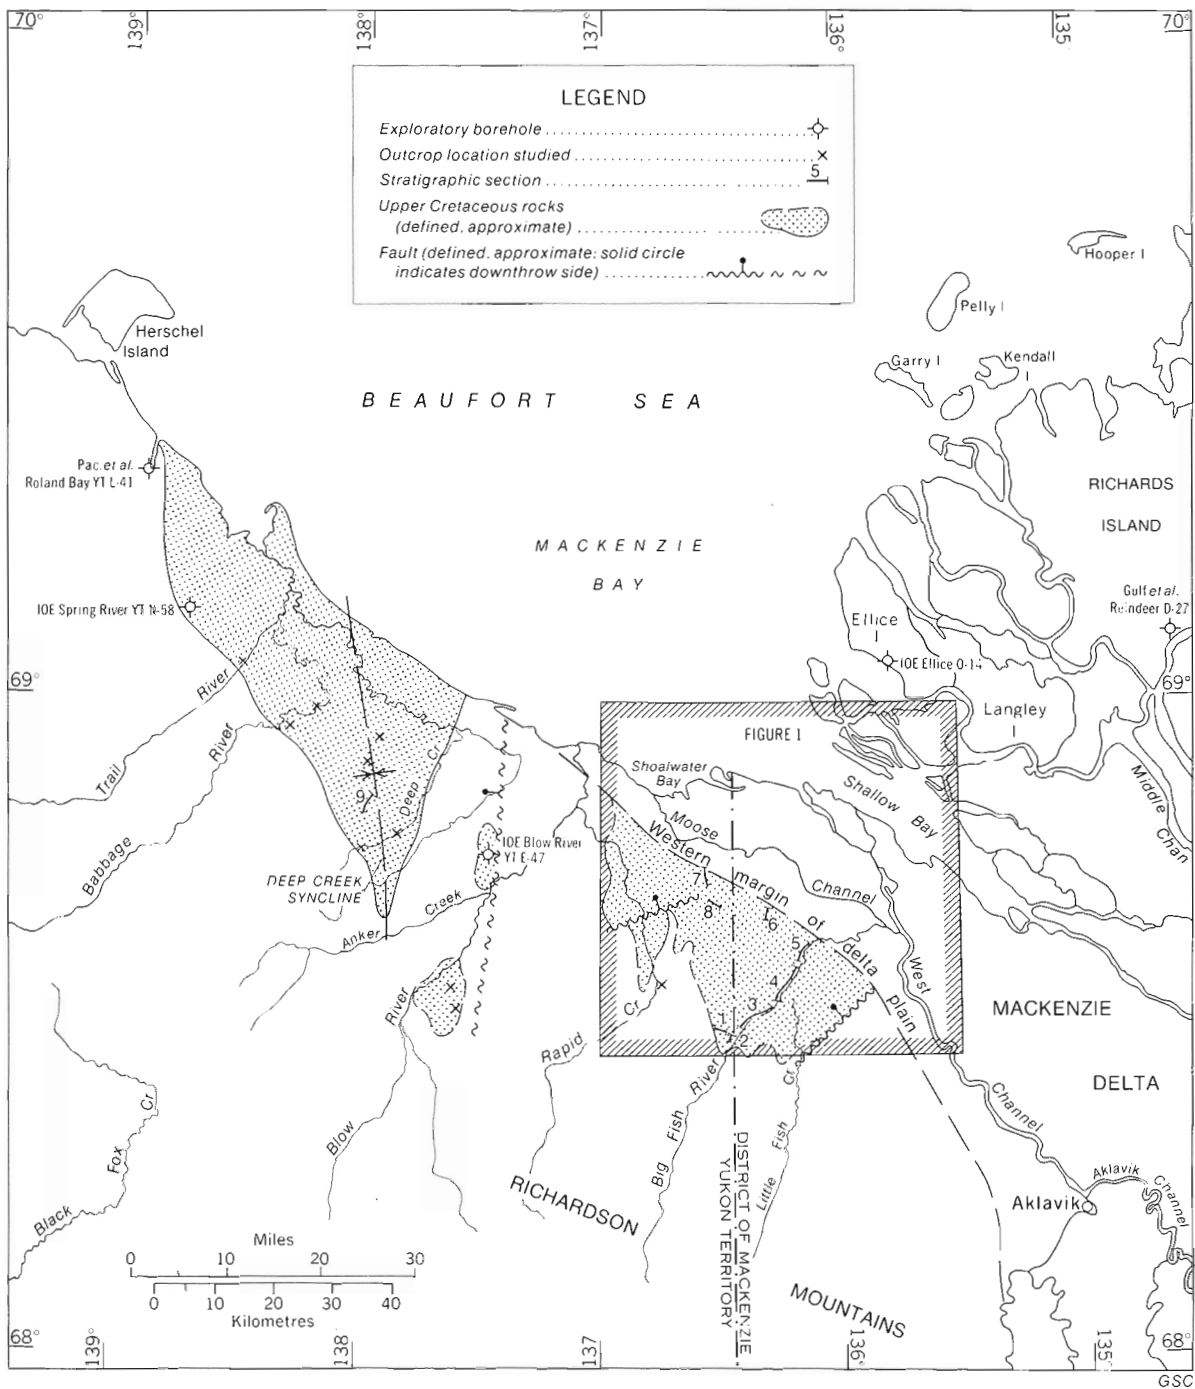 70°
139°
138°
137°
136°
135
70°
LEGEND
Exploratory borehole
Outcrop location studied
5
Stratigraphic section
Upper Cretaceous rocks
(defined, approximate)
Fault (defined, approximate: solid circle
indicates downthrow side)
Hooper I
Pelly I
Herschel
Island
Garry I
Kendall
I
BEAUFORT SEA
Pac. et al.
Roland Bay YT L-41
RICHARDS
ISLAND
MACKENZIE
BAY
Gulf et al.
Reindeer D-27
IOE Spring River YT N-58
Ellice
I
IOE Ellice O-14
69°
River
69°
Langley
I
FIGURE 1
River
Trail
Shoalwater
Bay
Middle Chan
Deep Cr
9
Shallow Bay
Moose
Channel
Western margin of delta plain
IOE Blow River
YT E-47
Babbage
DEEP CREEK
SYNCLINE
7
8
6
5
4
3
1
2
Anker Creek
West
Channel
River
Cr
MACKENZIE
DELTA
Rapid
River
Cr
Cr
Fox
Black
Blow
Big Fish
Little Fish
DISTRICT OF MACKENZIE
YUKON TERRITORY
RICHARDSON
MOUNTAINS
Aklavik
Aklavik
Channel
Miles
0 10 20 30
0 10 20 30 40
Kilometres
68°
139°
138
137
136°
135°
68°
GSC